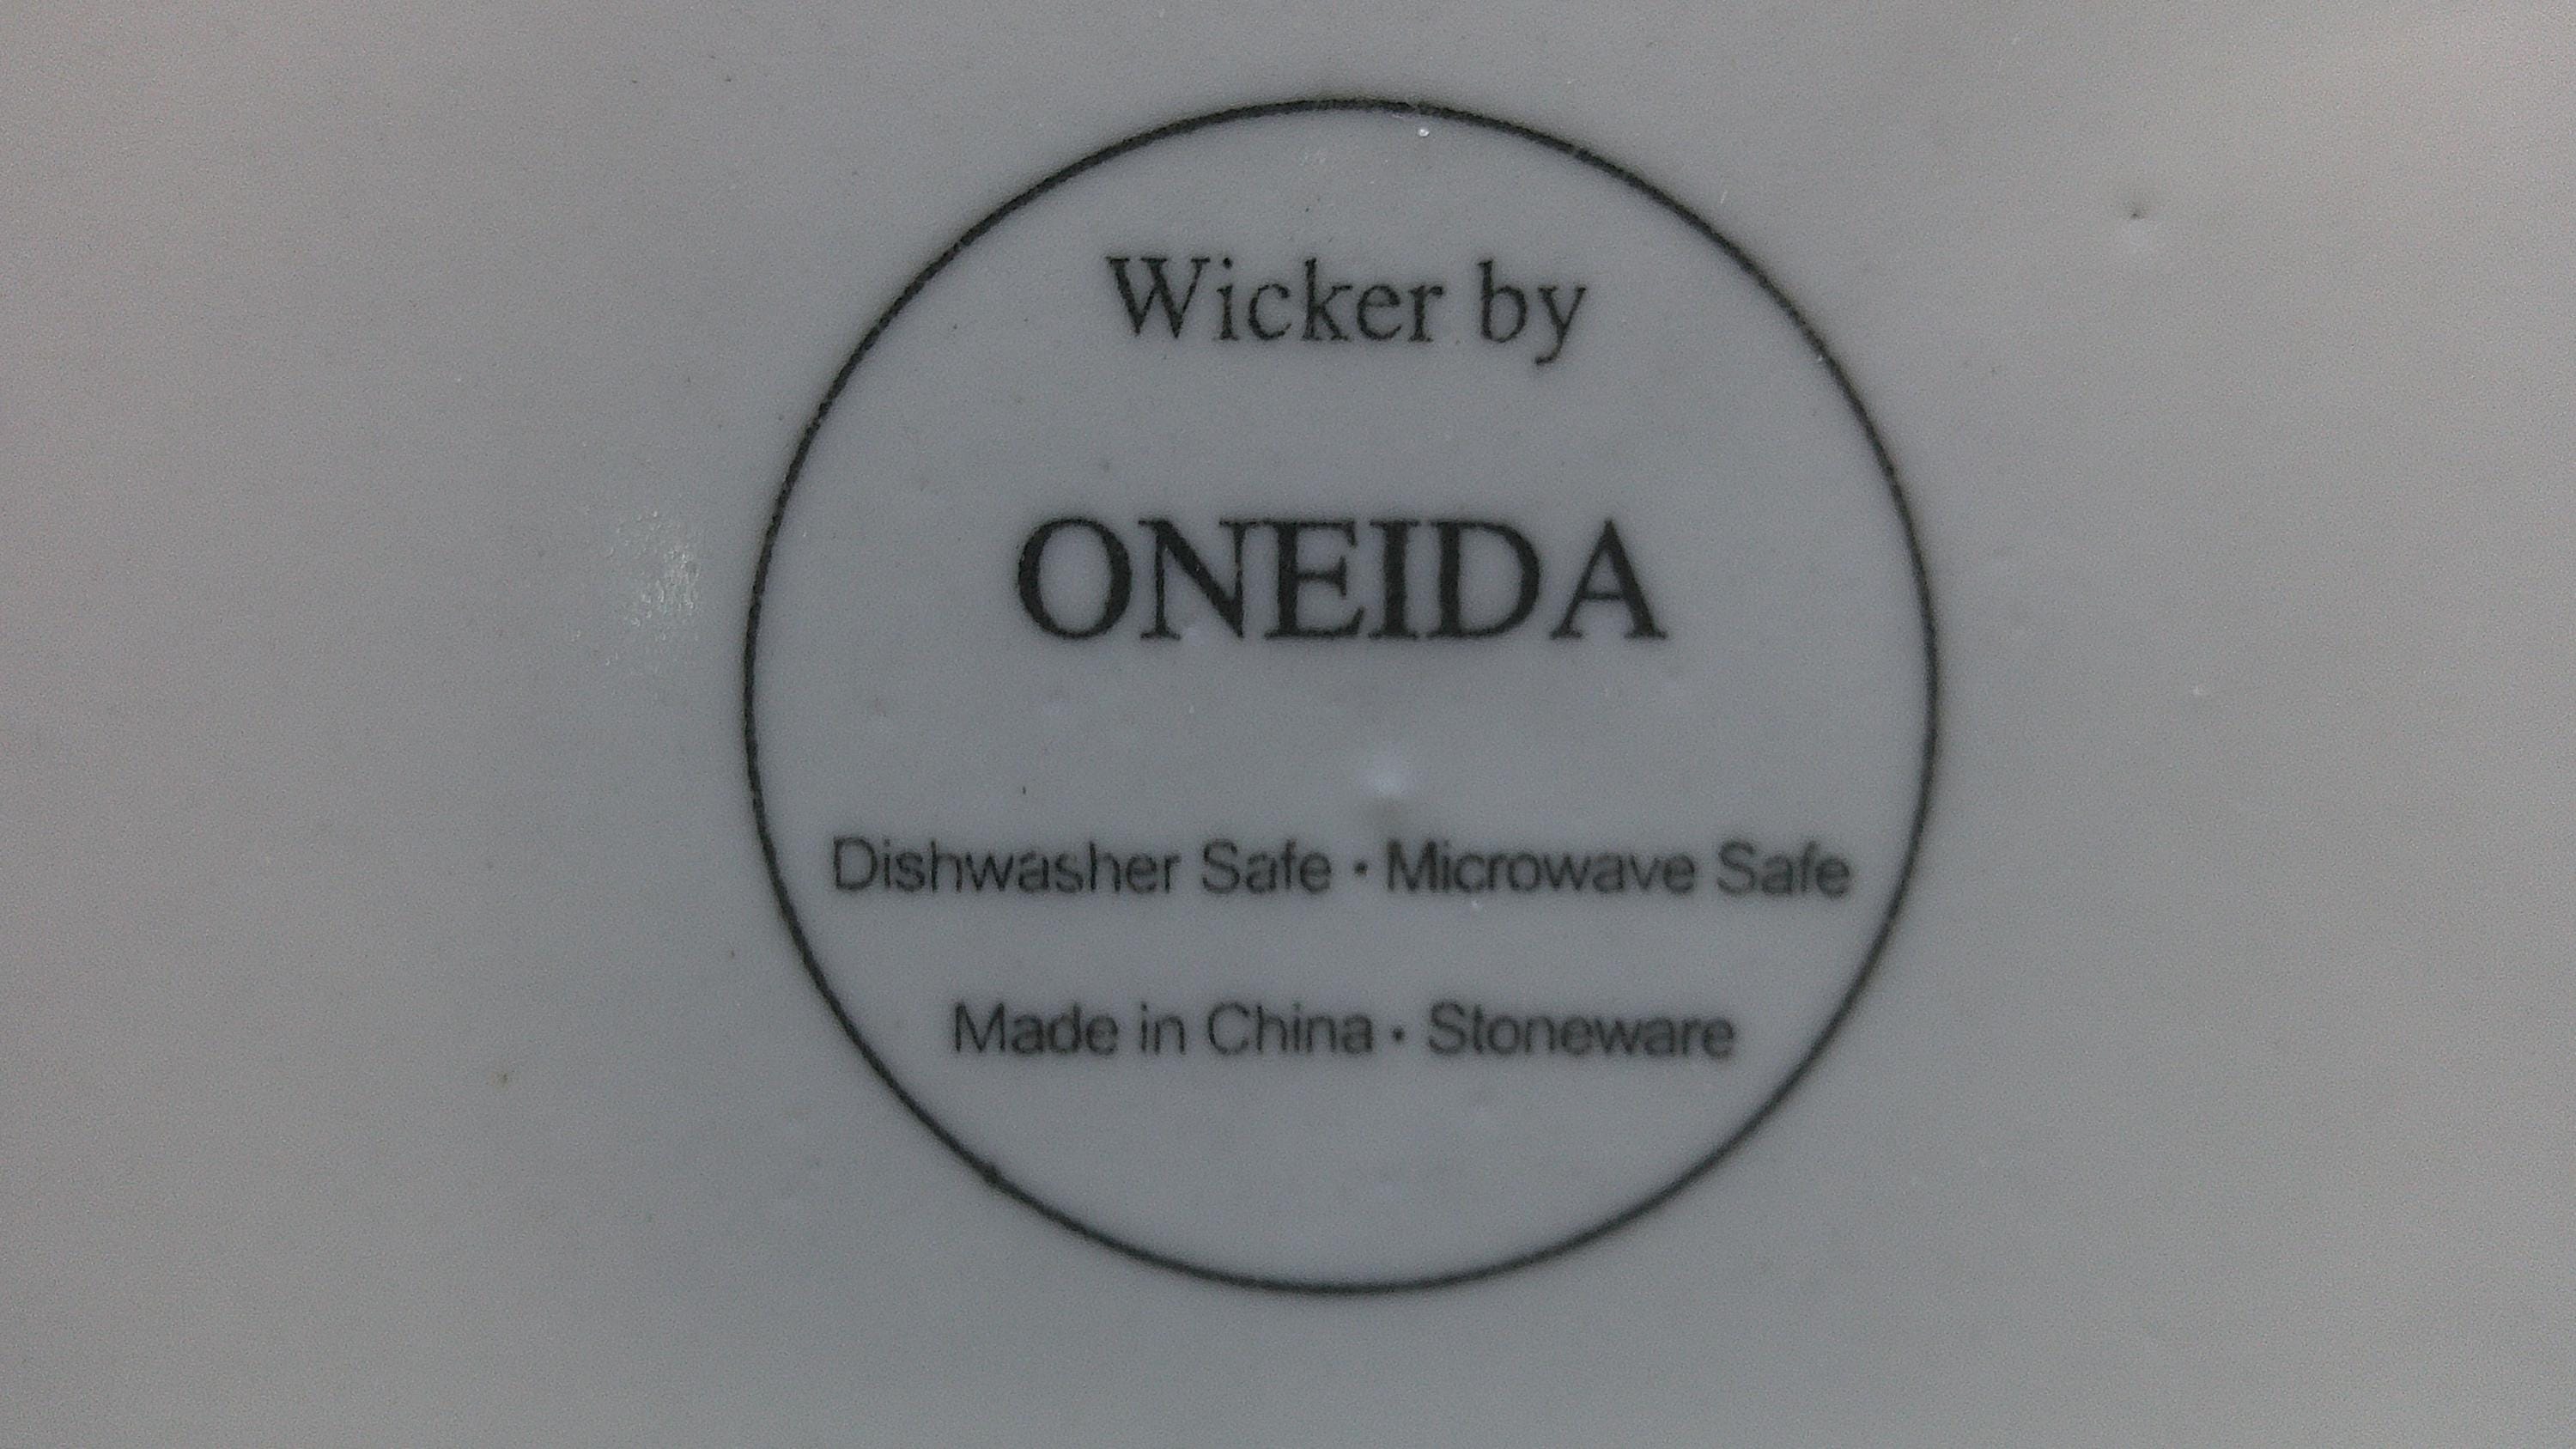 Wicker by
ONEIDA
Dishwasher Safe · Microwave Safe
Made in China · Stoneware